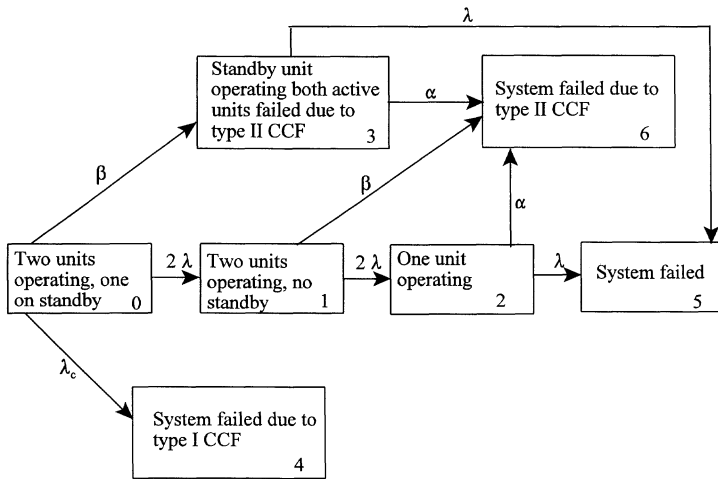 λ
Standby unit
operating both active
units failed due to
type II CCF
3
α
System failed due to
type II CCF
6
β
β
α
Two units
operating, one
on standby
0
2 λ
Two units
operating, no
standby
1
2 λ
One unit
operating
2
λ
System failed
5
λc
System failed due to
type I CCF
4